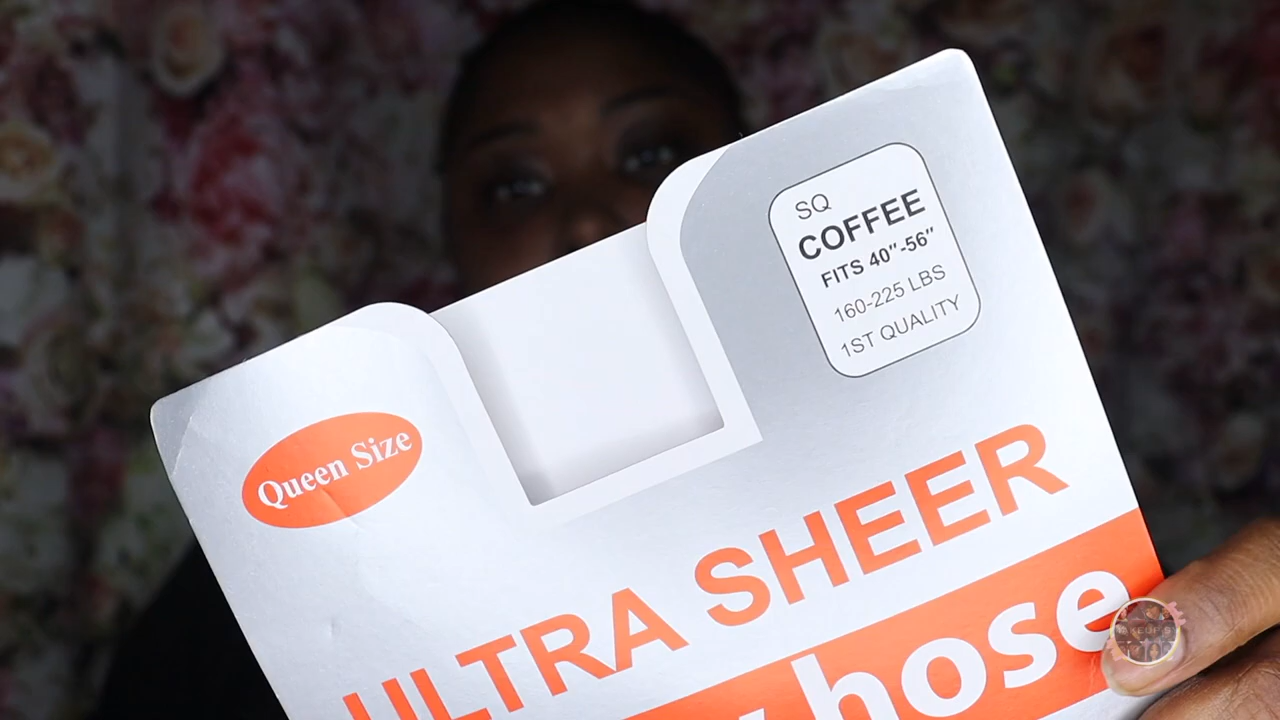 SQ
COFFEE
FITS 40"-56"
160-225 LBS
1ST QUALITY
Queen Size
ULTRA SHEER
hose